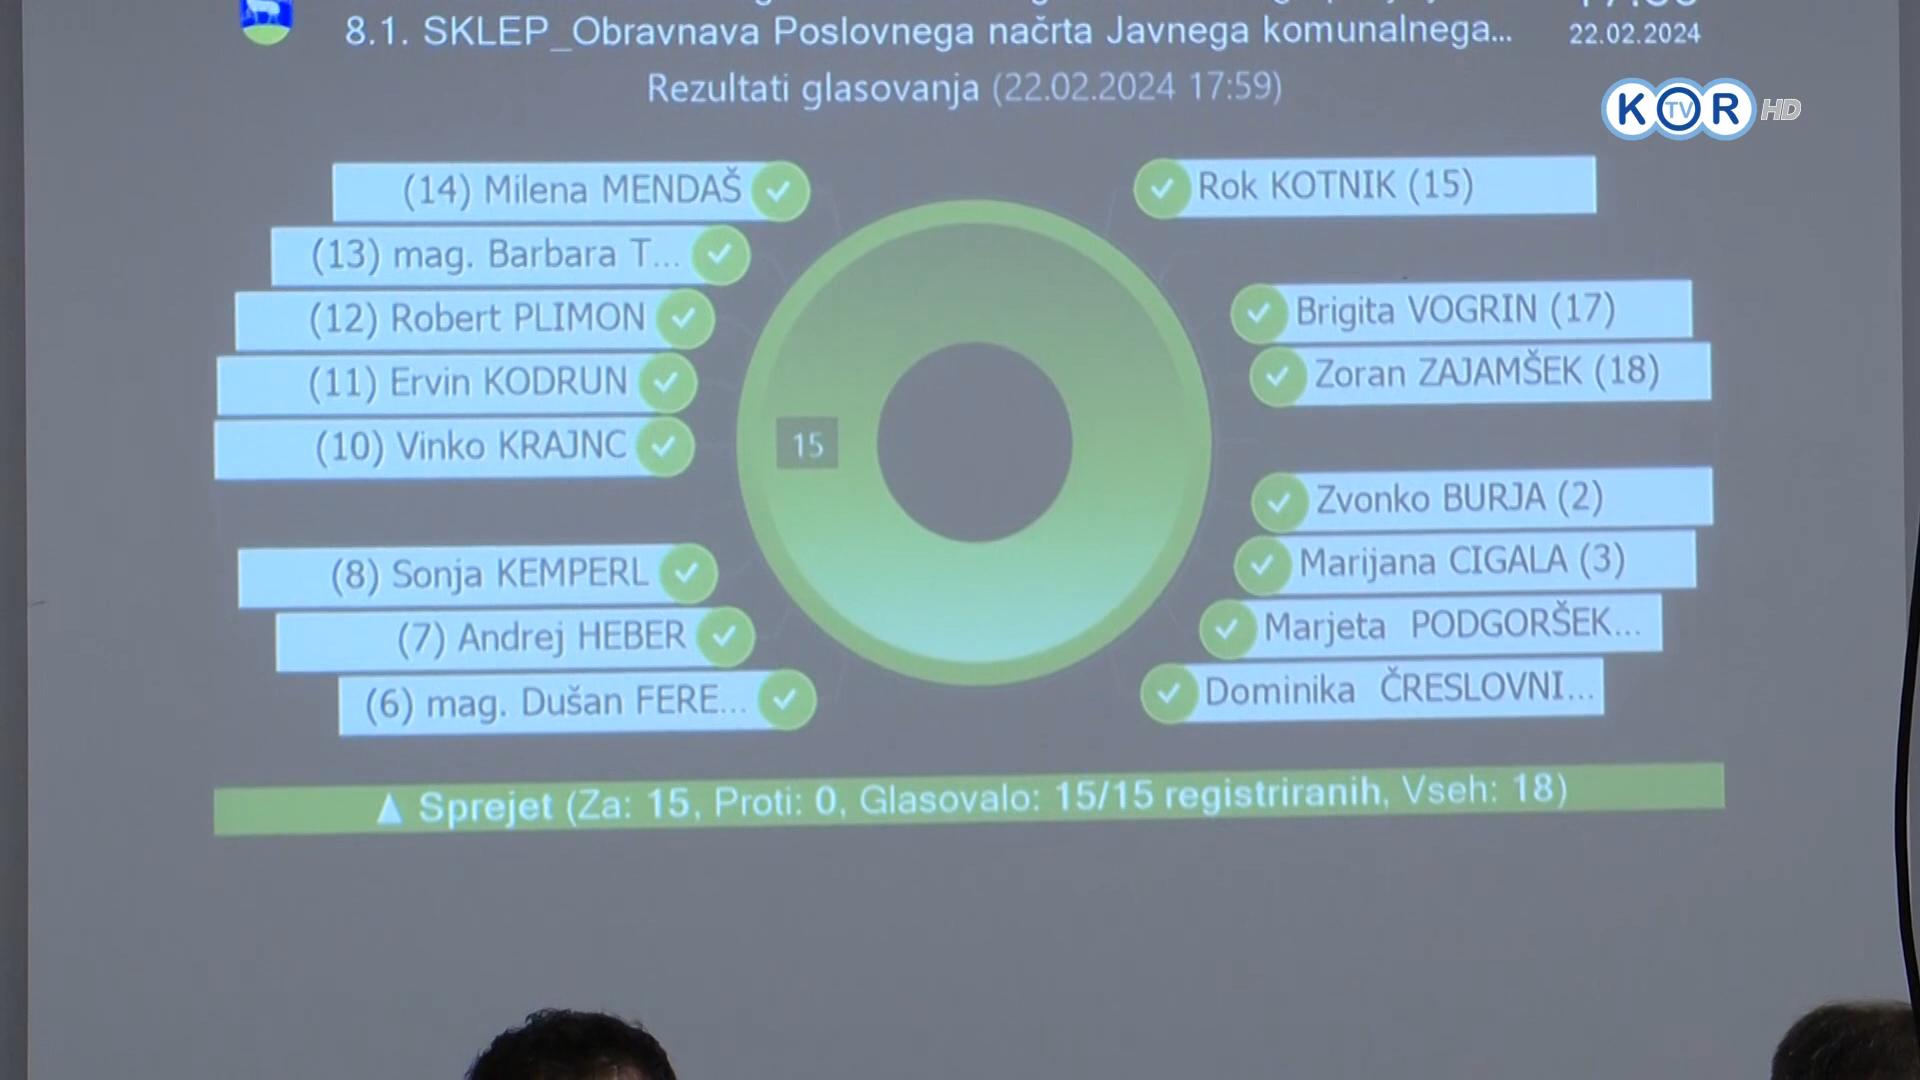 8.1. SKLEP_Obravnava Poslovnega načrta Javnega komunalnega...
22.02.2024
Rezultati glasovanja (22.02.2024 17:59)
KTVOR HD
(14) Milena MENDAŠ
(13) mag. Barbara T...
(12) Robert PLIMON
(11) Ervin KODRUN
(10) Vinko KRAJNC
(8) Sonja KEMPERL
(7) Andrej HEBER
(6) mag. Dušan FERE...
15
Rok KOTNIK (15)
Brigita VOGRIN (17)
Zoran ZAJAMŠEK (18)
Zvonko BURJA (2)
Marijana CIGALA (3)
Marjeta PODGORŠEK...
Dominika ČRESLOVNI...
▲ Sprejet (Za: 15, Proti: 0, Glasovalo: 15/15 registriranih, Vseh: 18)